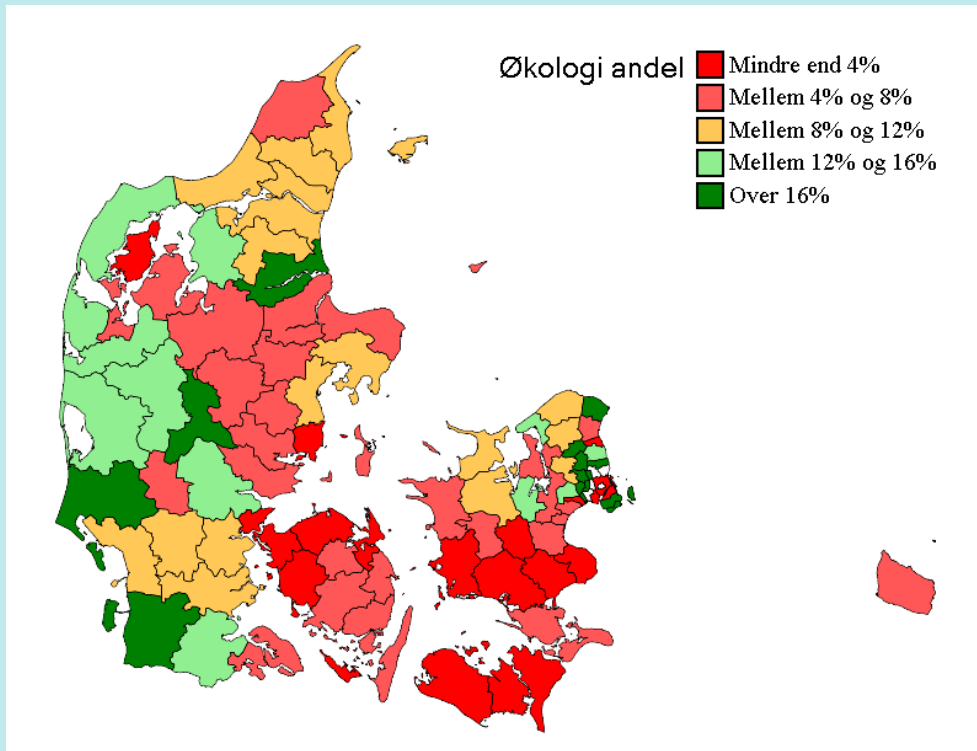 Økologi andel
Mindre end 4%
Mellem 4% og 8%
Mellem 8% og 12%
Mellem 12% og 16%
Over 16%